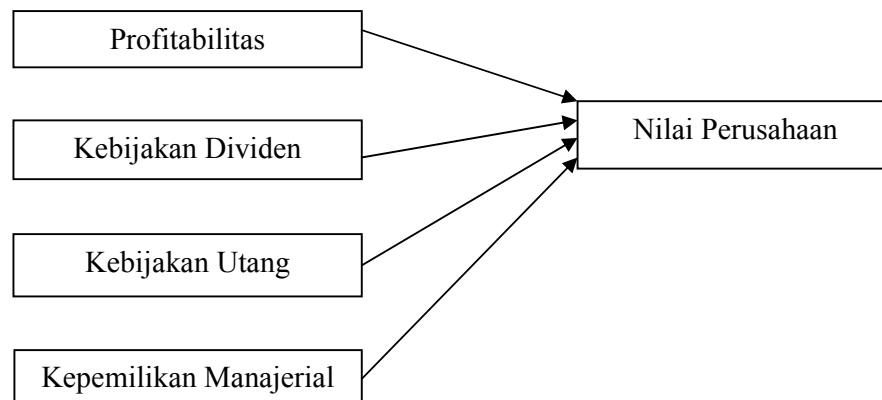 Profitabilitas
Kebijakan Dividen
Nilai Perusahaan
Kebijakan Utang
Kepemilikan Manajerial